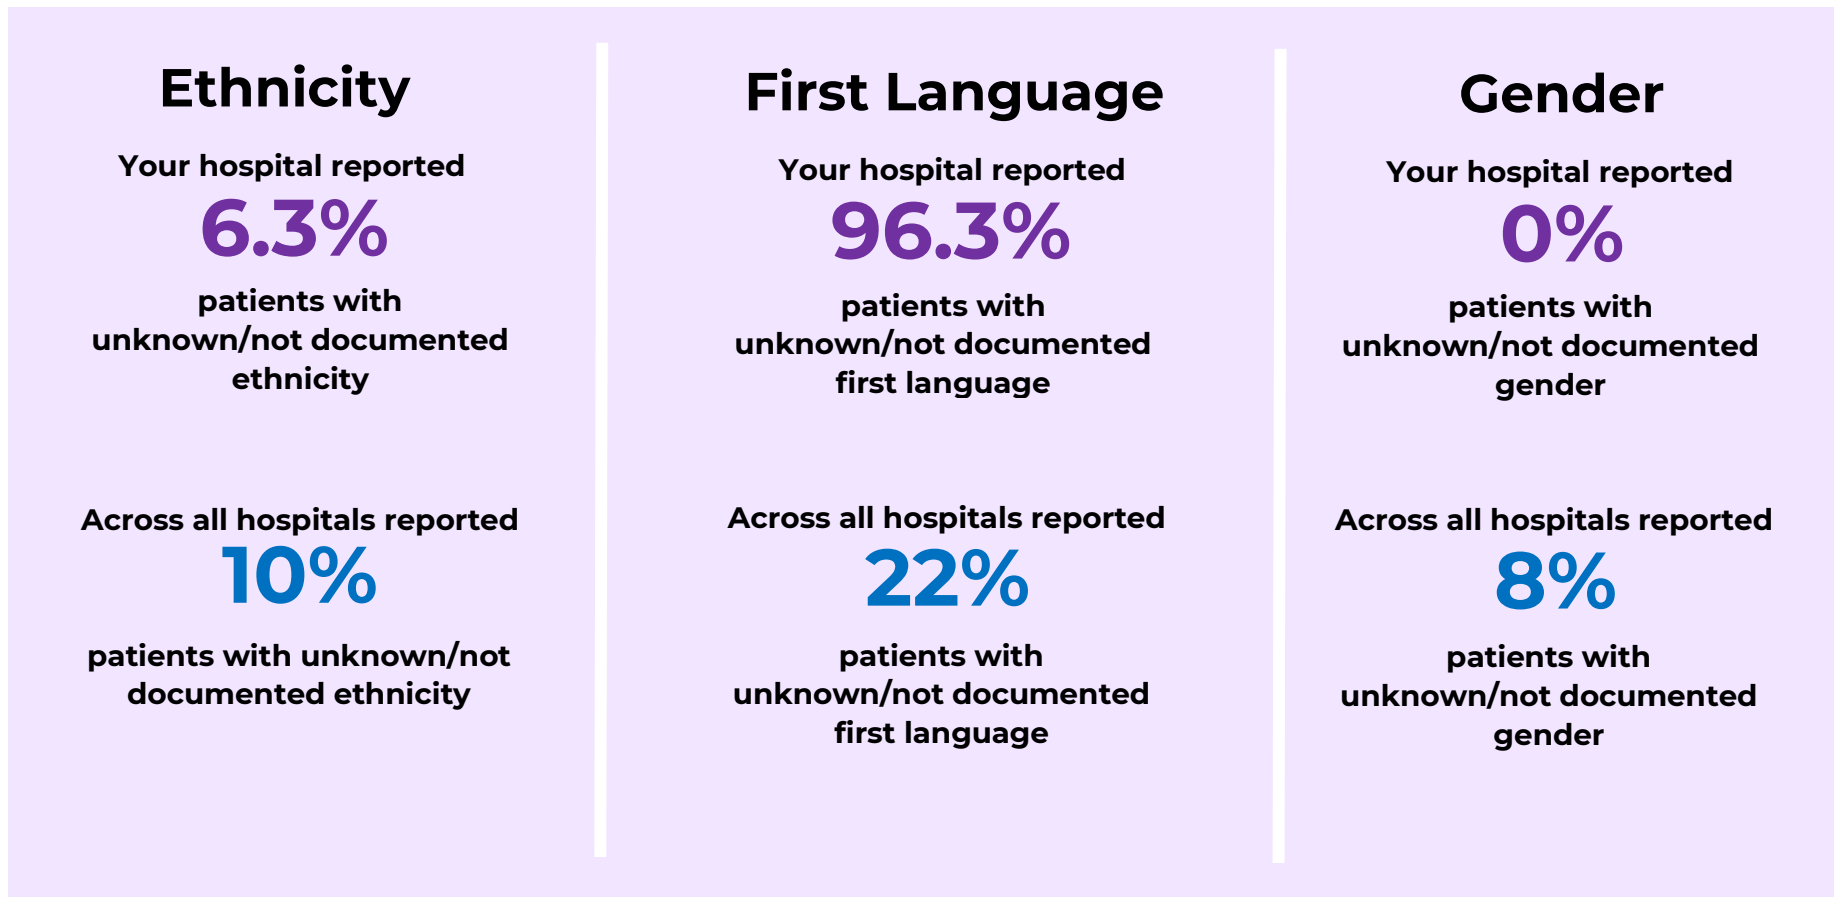 Ethnicity
Your hospital reported
6.3%
patients with
unknown/not documented
ethnicity
Across all hospitals reported
10%
patients with unknown/not
documented ethnicity
First Language
Your hospital reported
96.3%
patients with
unknown/not documented
first language
Across all hospitals reported
22%
patients with
unknown/not documented
first language
Gender
Your hospital reported
0%
patients with
unknown/not documented
gender
Across all hospitals reported
8%
patients with
unknown/not documented
gender